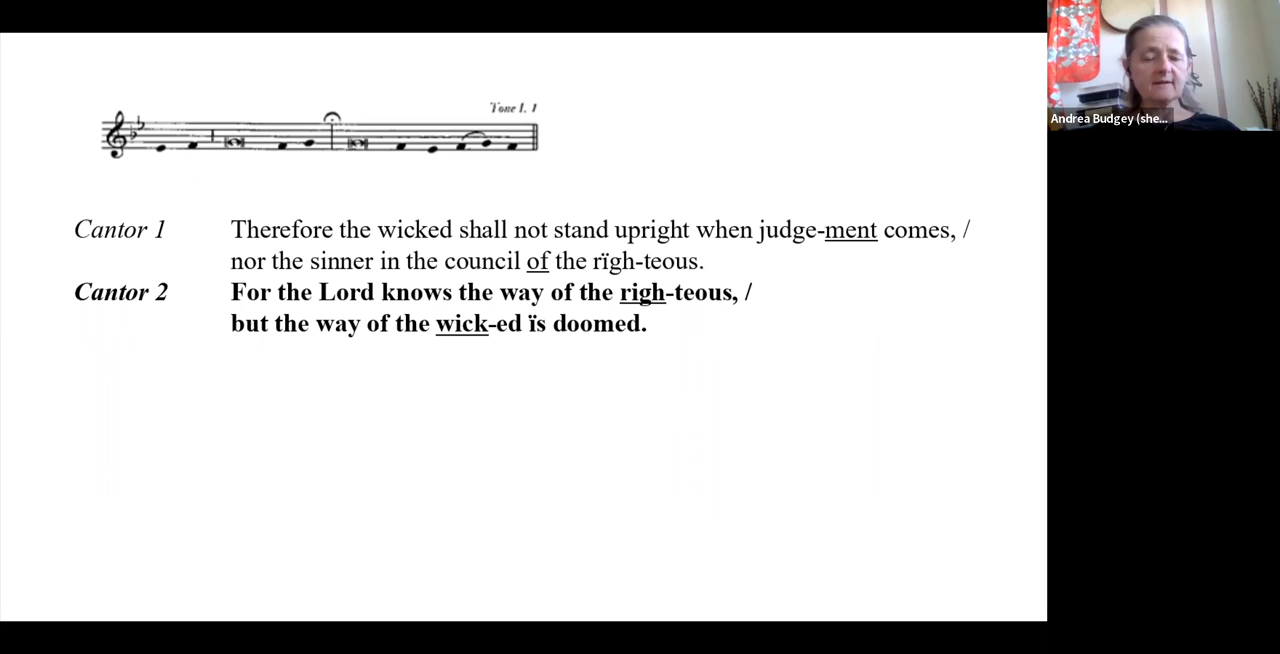 Tone I. 1
Cantor 1 Therefore the wicked shall not stand upright when judge-ment comes, /
nor the sinner in the council of the rïgh-teous.
Cantor 2 For the Lord knows the way of the righ-teous, /
but the way of the wick-ed ïs doomed.
Andrea Budgey (she...